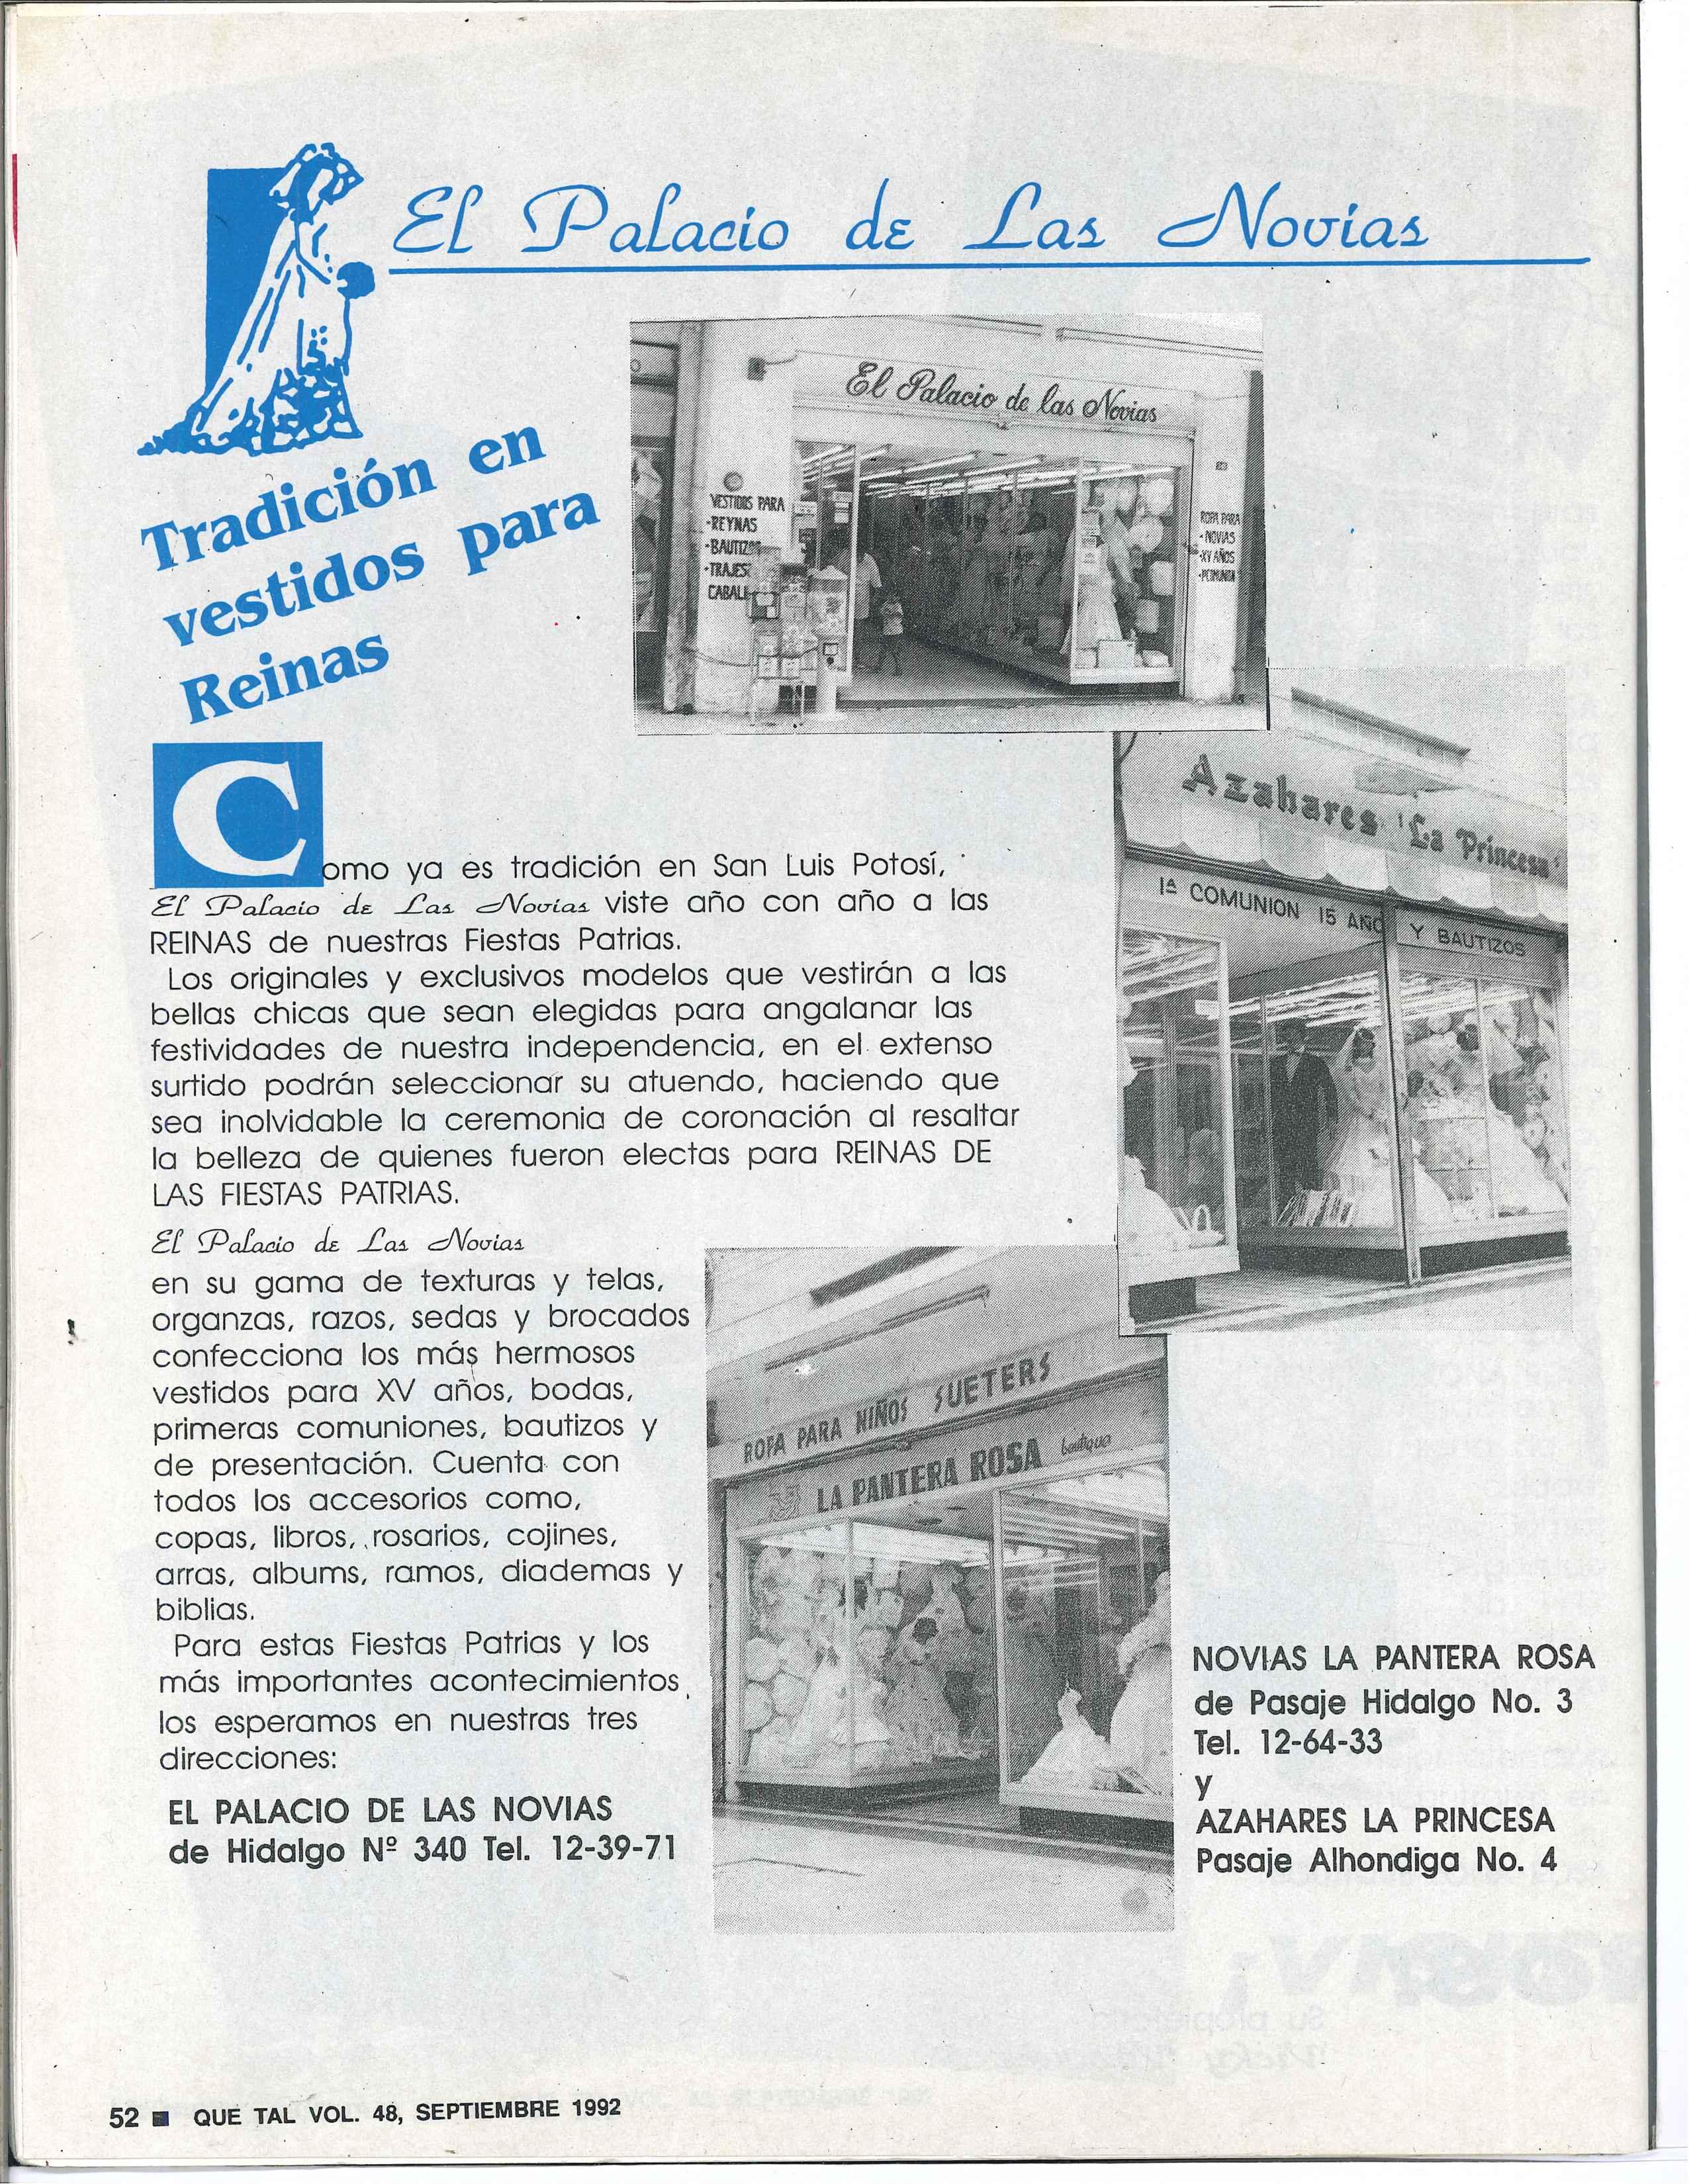 El Palacio de Las Novias
Tradición en
vestidos para
Reinas
El Palacio de las Novias
VESTIDOS PARA
-REYNAS
-BAUTIZOS
-TRAJES
CABALL
ROPA PARA
-NOVIAS
-XV AÑOS
Azahares 'La Princesa'
1ª COMUNION 15 AÑO Y BAUTIZOS
Como ya es tradición en San Luis Potosí,
El Palacio de Las Novias viste año con año a las
REINAS de nuestras Fiestas Patrias.
Los originales y exclusivos modelos que vestirán a las
bellas chicas que sean elegidas para angalanar las
festividades de nuestra independencia, en el extenso
surtido podrán seleccionar su atuendo, haciendo que
sea inolvidable la ceremonia de coronación al resaltar
la belleza de quienes fueron electas para REINAS DE
LAS FIESTAS PATRIAS.
El Palacio de Las Novias
en su gama de texturas y telas,
organzas, razos, sedas y brocados
confecciona los más hermosos
vestidos para XV años, bodas,
primeras comuniones, bautizos y
de presentación. Cuenta con
todos los accesorios como,
copas, libros, rosarios, cojines,
arras, albums, ramos, diademas y
biblias.
Para estas Fiestas Patrias y los
más importantes acontecimientos,
los esperamos en nuestras tres
direcciones:
EL PALACIO DE LAS NOVIAS
de Hidalgo Nº 340 Tel. 12-39-71
ROPA PARA NIÑOS SUETERS
LA PANTERA ROSA boutique
NOVIAS LA PANTERA ROSA
de Pasaje Hidalgo No. 3
Tel. 12-64-33
y
AZAHARES LA PRINCESA
Pasaje Alhondiga No. 4
52 QUE TAL VOL. 48, SEPTIEMBRE 1992